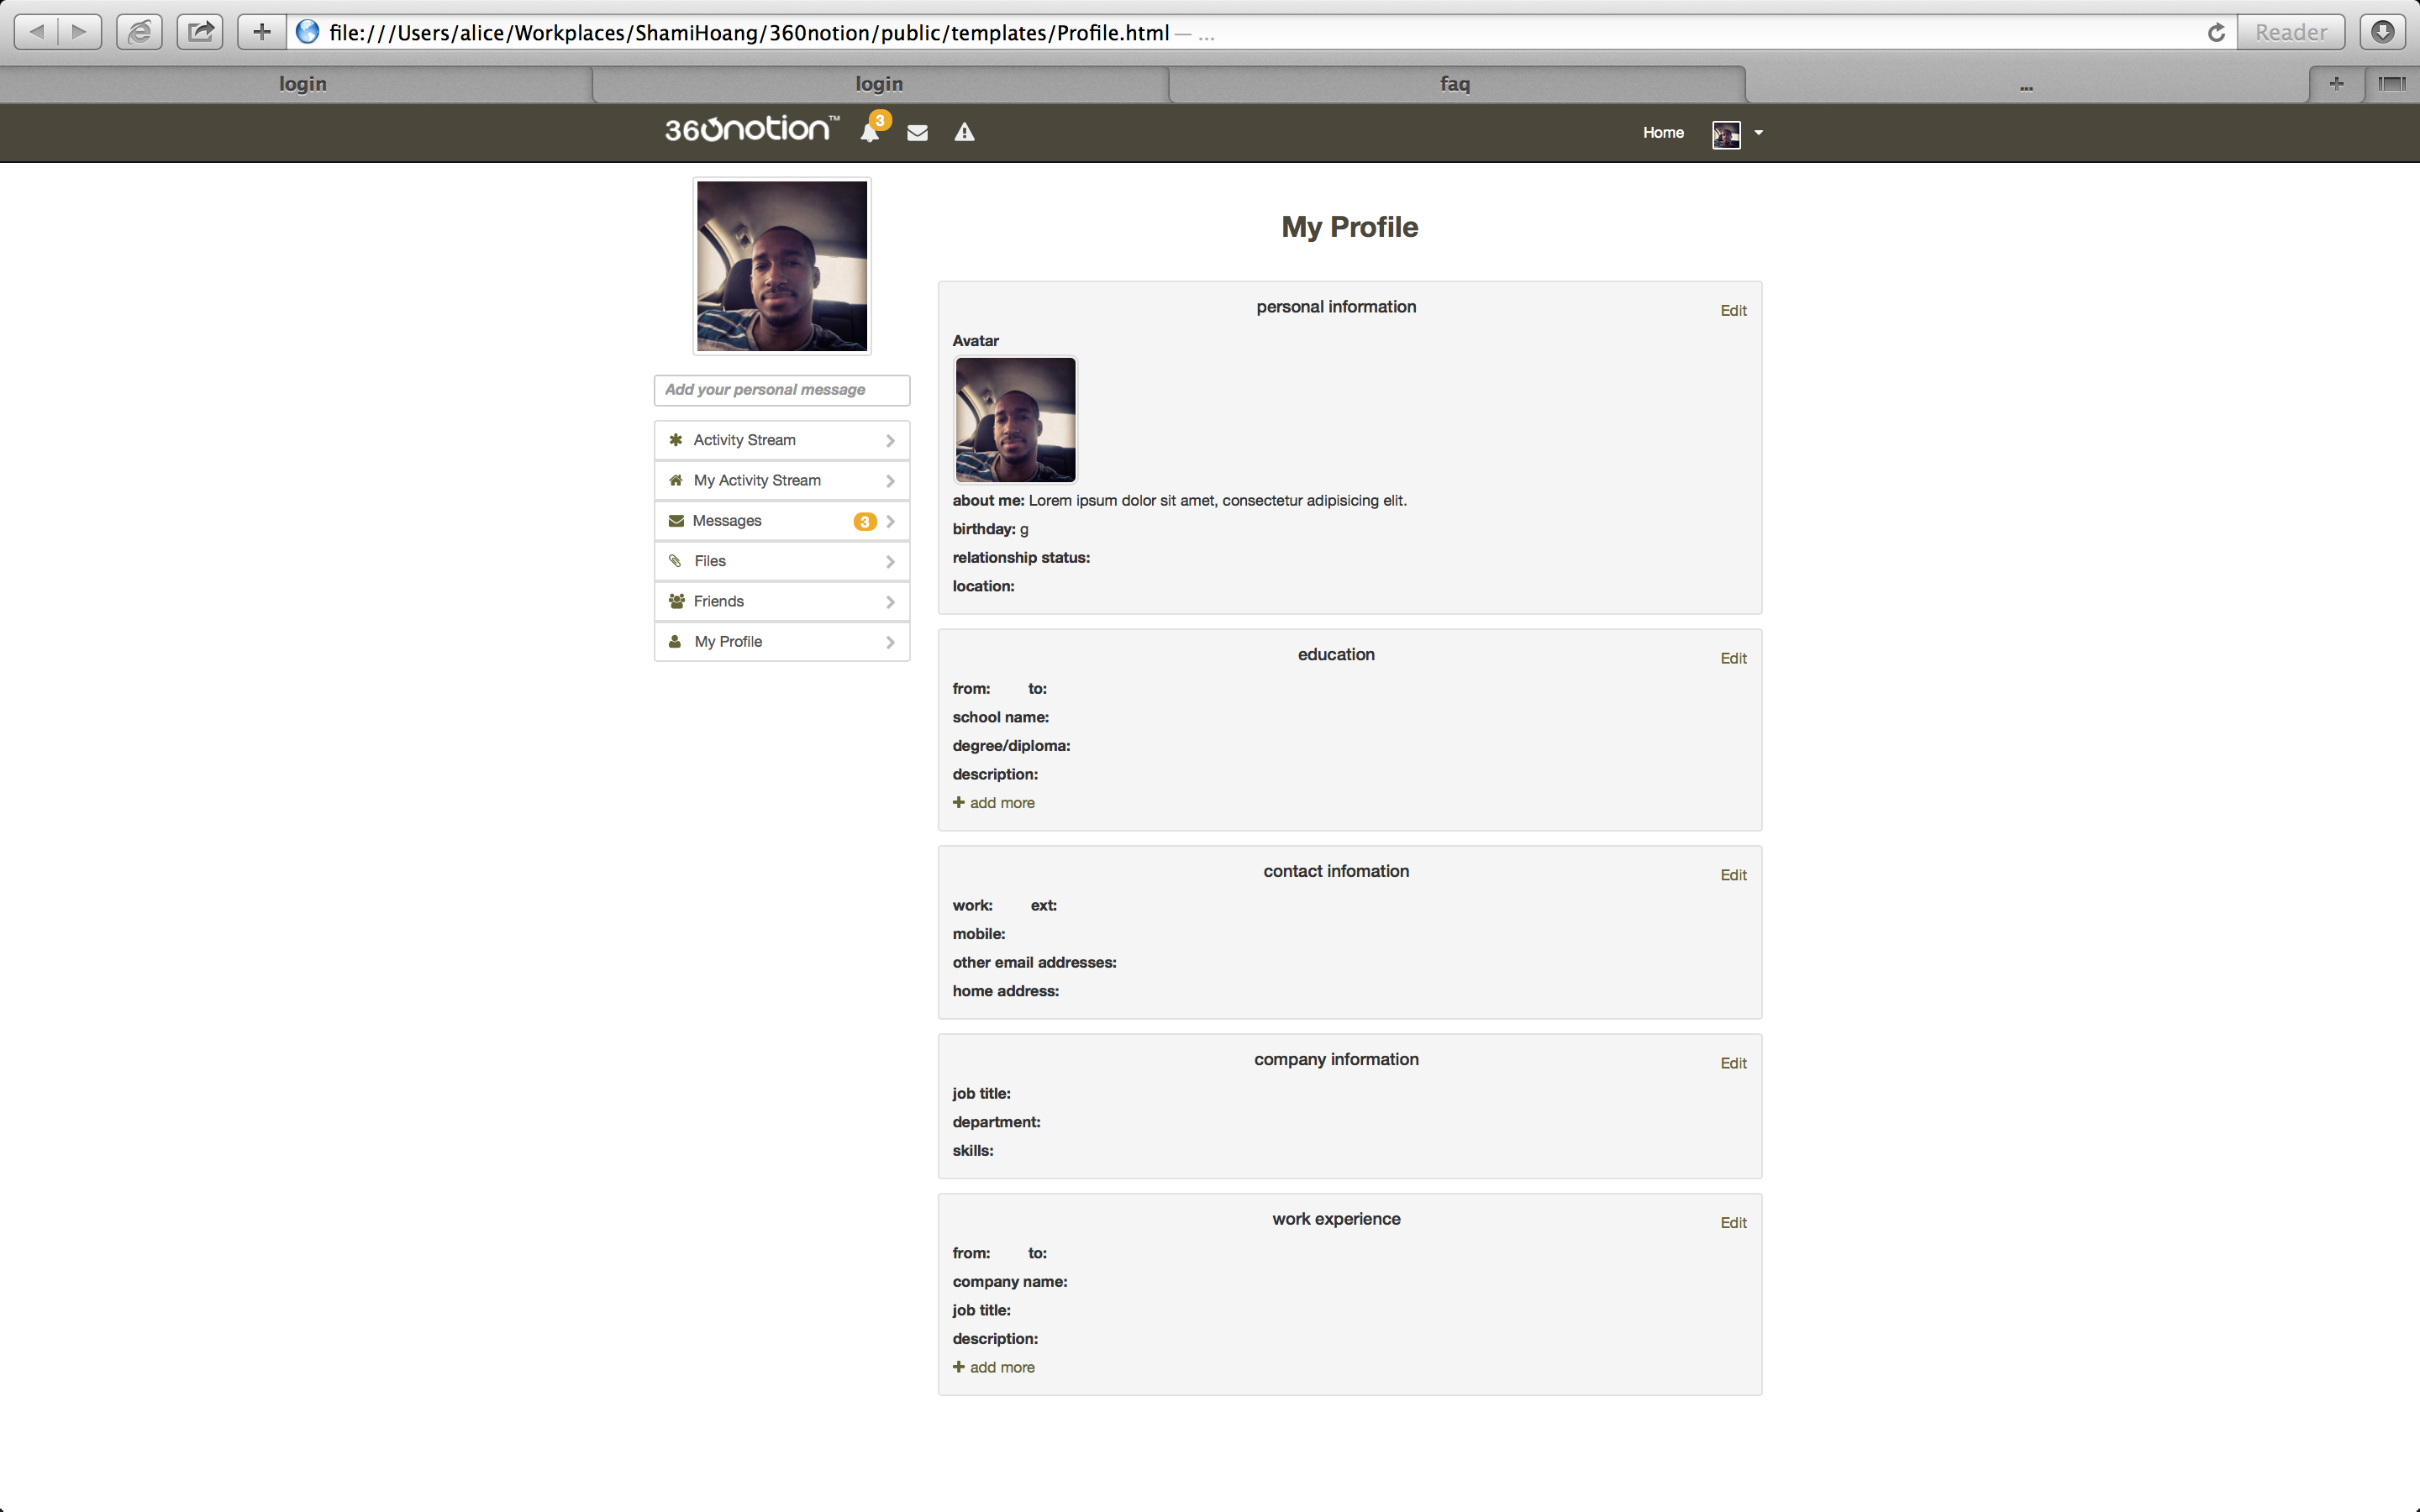 file:///Users/alice/Workplaces/ShamiHoang/360notion/public/templates/Profile.html — ...
Reader
login
login
faq
...
360notion™
3
Home
My Profile
Add your personal message
Activity Stream
My Activity Stream
Messages 3
Files
Friends
My Profile
personal information
Edit
Avatar
about me: Lorem ipsum dolor sit amet, consectetur adipisicing elit.
birthday: g
relationship status:
location:
education
Edit
from: to:
school name:
degree/diploma:
description:
+ add more
contact infomation
Edit
work: ext:
mobile:
other email addresses:
home address:
company information
Edit
job title:
department:
skills:
work experience
Edit
from: to:
company name:
job title:
description:
+ add more